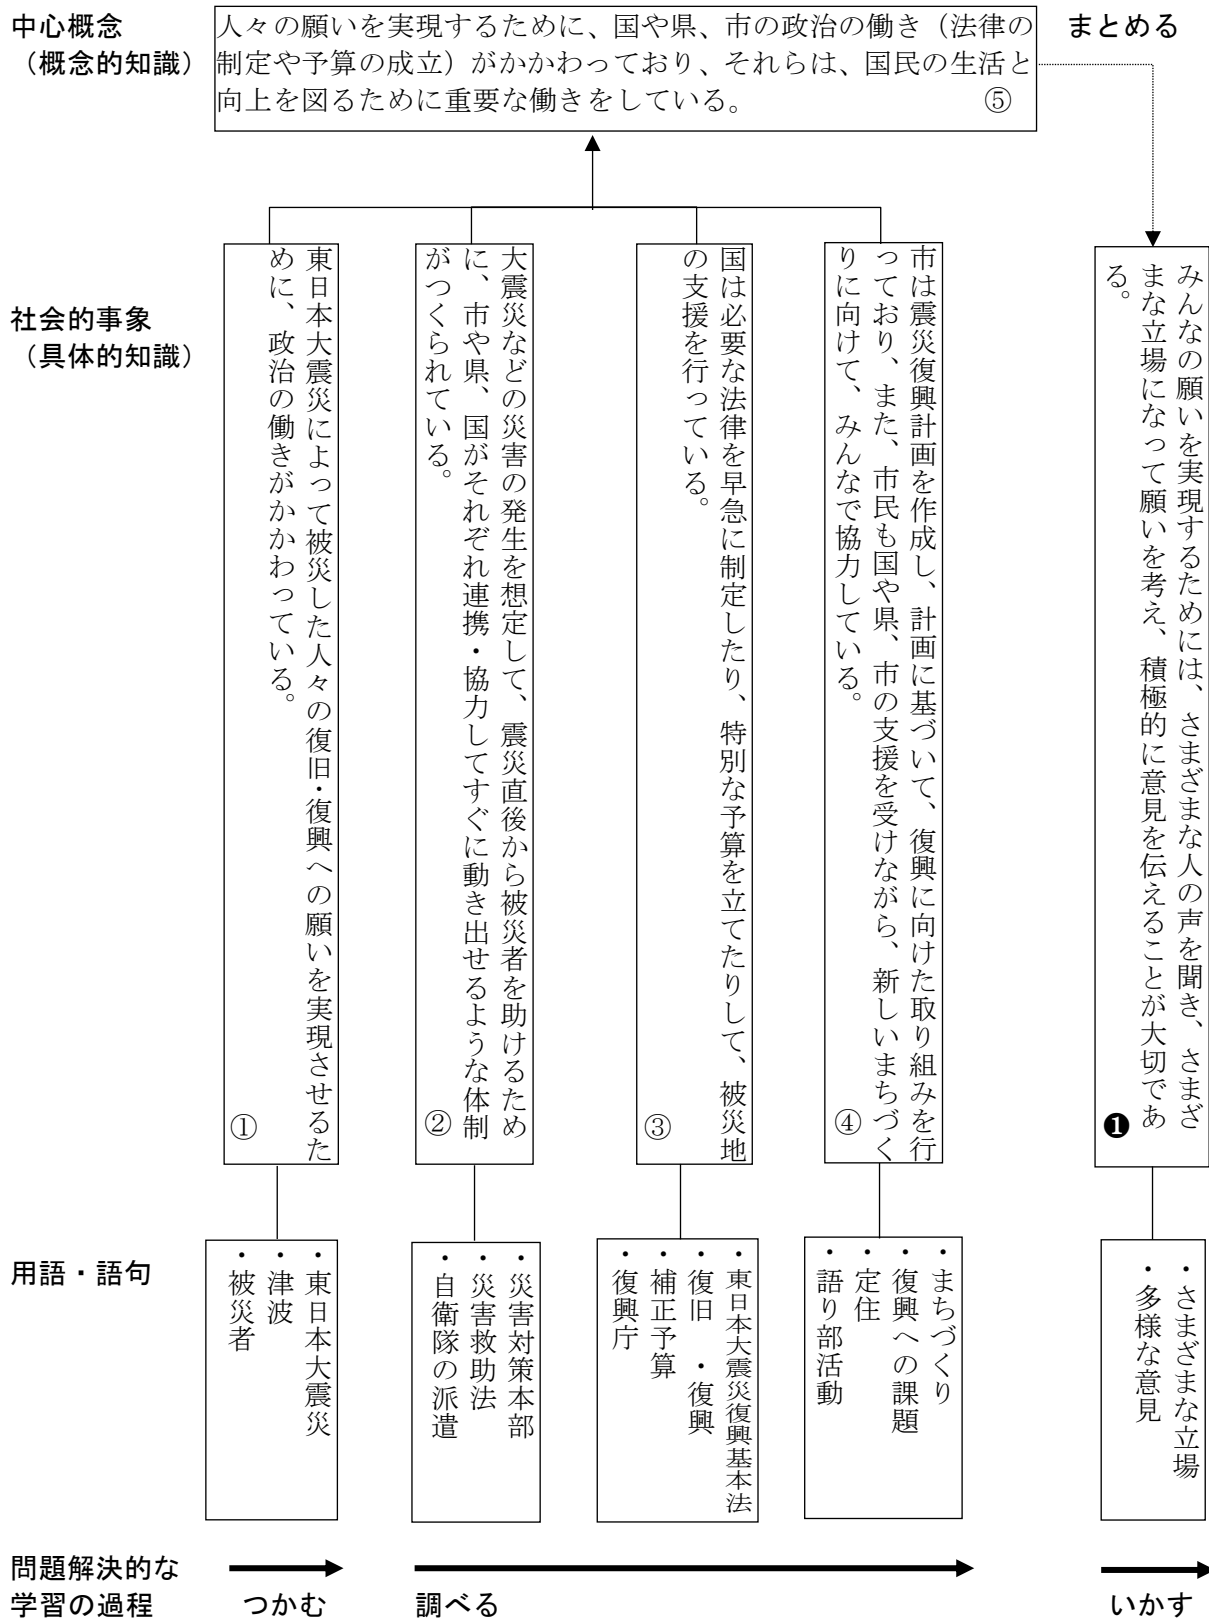 中心概念
（概念的知識）
人々の願いを実現するために、国や県、市の政治の働き（法律の
制定や予算の成立）がかかわっており、それらは、国民の生活と
向上を図るために重要な働きをしている。 ⑤
まとめる
社会的事象
（具体的知識）
東日本大震災によって被災した人々の復旧・復興への願いを実現させるた
めに、政治の働きがかかわっている。
①
大震災などの災害の発生を想定して、震災直後から被災者を助けるため
に、市や県、国がそれぞれ連携・協力してすぐに動き出せるような体制
がつくられている。
②
国は必要な法律を早急に制定したり、特別な予算を立てたりして、被災地
の支援を行っている。
③
市は震災復興計画を作成し、計画に基づいて、復興に向けた取り組みを行
っており、また、市民も国や県、市の支援を受けながら、新しいまちづく
りに向けて、みんなで協力している。
④
みんなの願いを実現するためには、さまざまな人の声を聞き、さまざ
まな立場になって願いを考え、積極的に意見を伝えることが大切であ
る。
❶
用語・語句
・東日本大震災
・津波
・被災者
・災害対策本部
・災害救助法
・自衛隊の派遣
・東日本大震災復興基本法
・復旧・復興
・補正予算
・復興庁
・まちづくり
・復興への課題
・定住
・語り部活動
・さまざまな立場
・多様な意見
問題解決的な
学習の過程
つかむ
調べる
いかす